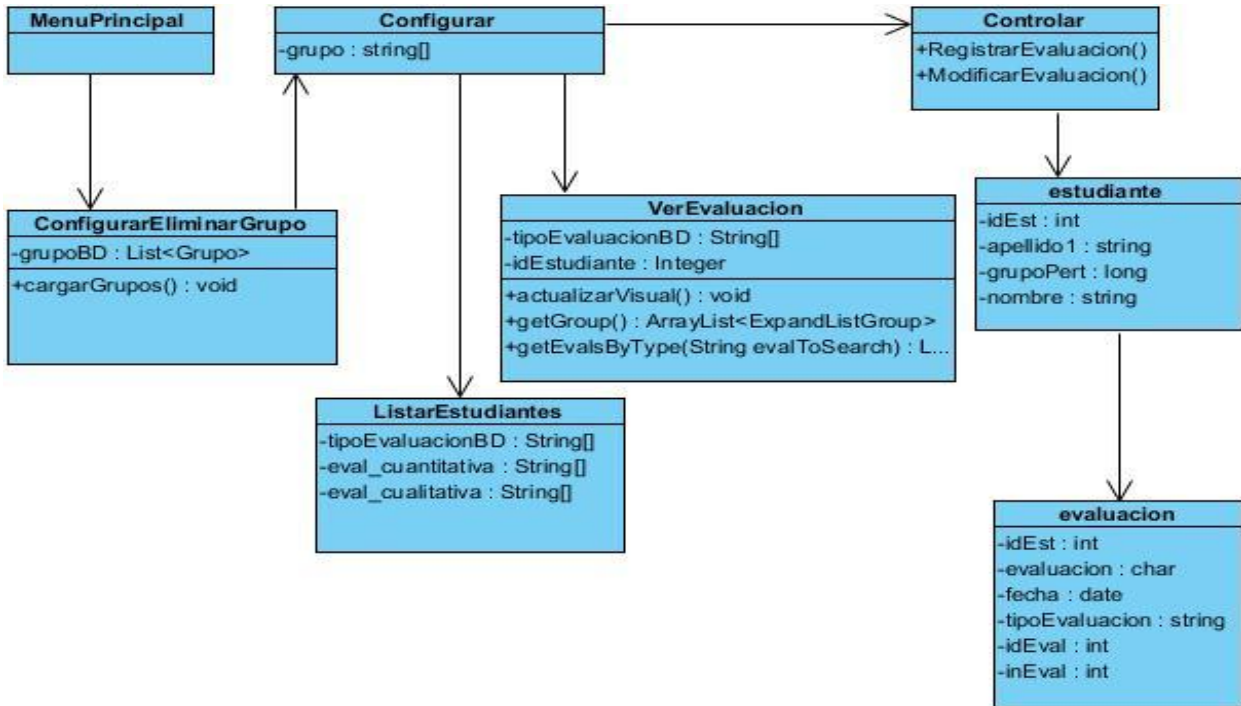 MenuPrincipal
Configurar
-grupo : string[]
Controlar
+RegistrarEvaluacion()
+ModificarEvaluacion()
ConfigurarEliminarGrupo
-grupoBD : List<Grupo>
+cargarGrupos() : void
VerEvaluacion
-tipoEvaluacionBD : String[]
-idEstudiante : Integer
+actualizarVisual() : void
+getGroup() : ArrayList<ExpandListGroup>
+getEvalsByType(String evalToSearch) : L...
estudiante
-idEst : int
-apellido1 : string
-grupoPert : long
-nombre : string
ListarEstudiantes
-tipoEvaluacionBD : String[]
-eval_cuantitativa : String[]
-eval_cualitativa : String[]
evaluacion
-idEst : int
-evaluacion : char
-fecha : date
-tipoEvaluacion : string
-idEval : int
-inEval : int